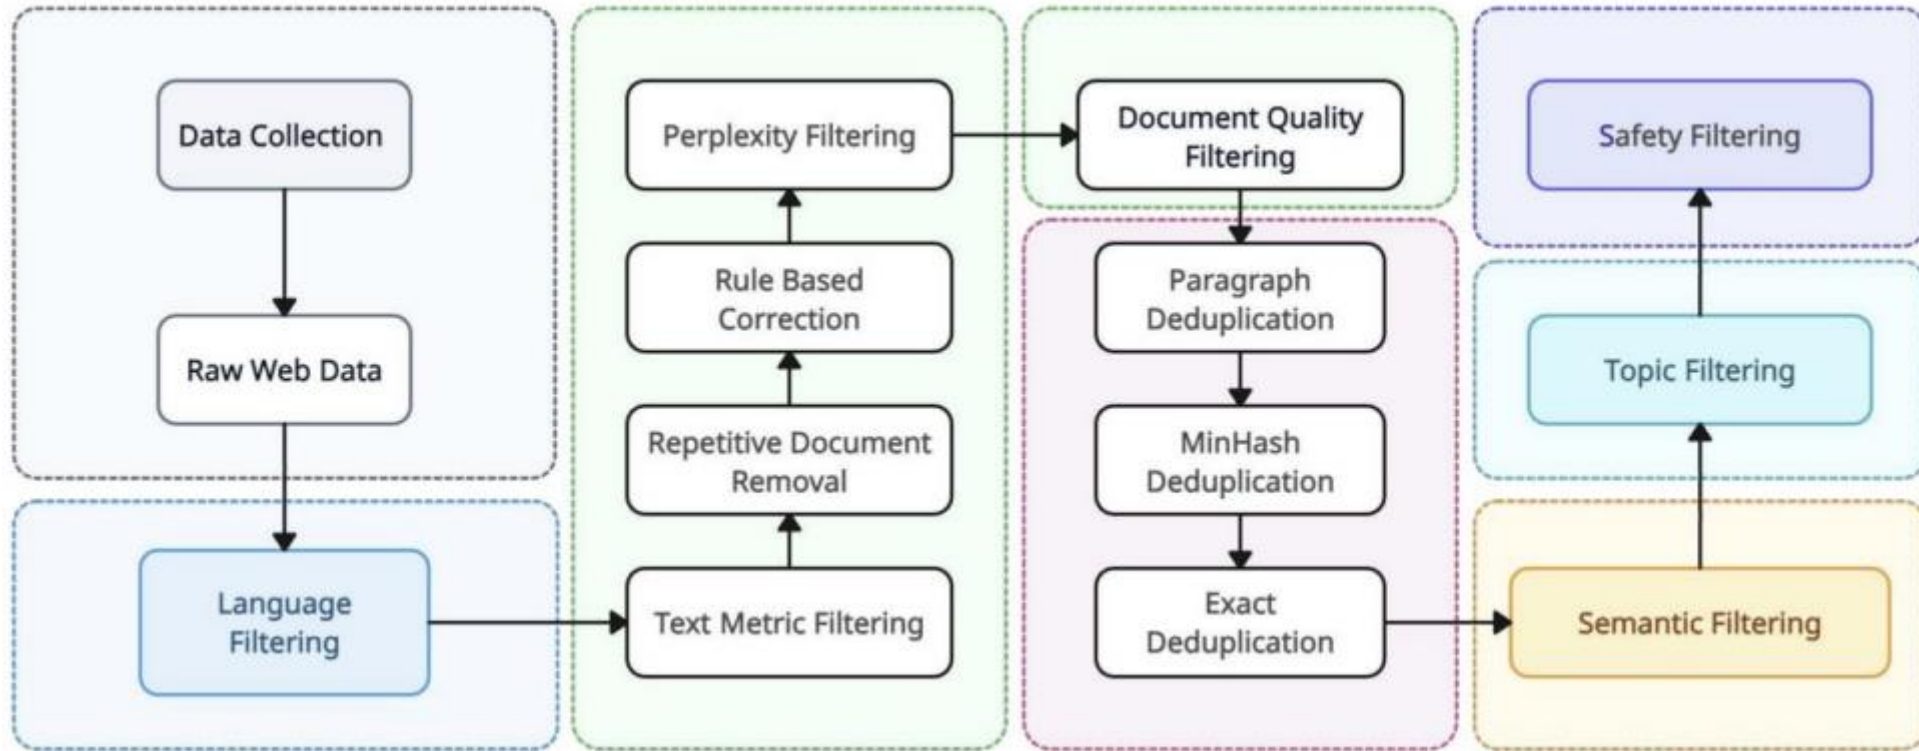 Data Collection
Raw Web Data
Language
Filtering
Text Metric Filtering
Repetitive Document
Removal
Rule Based
Correction
Perplexity Filtering
Document Quality
Filtering
Paragraph
Deduplication
MinHash
Deduplication
Exact
Deduplication
Semantic Filtering
Topic Filtering
Safety Filtering